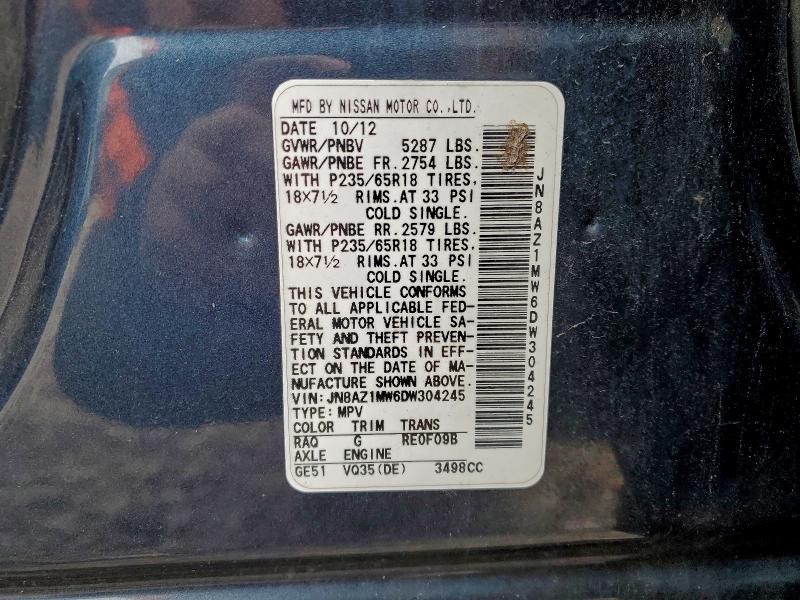 MFD BY NISSAN MOTOR CO.,LTD.
DATE 10/12
GVWR/PNBV 5287 LBS.
GAWR/PNBE FR. 2754 LBS.
WITH P235/65R18 TIRES,
18×7½ RIMS.AT 33 PSI
COLD SINGLE.
GAWR/PNBE RR. 2579 LBS.
WITH P235/65R18 TIRES,
18×7½ RIMS.AT 33 PSI
COLD SINGLE.
THIS VEHICLE CONFORMS
TO ALL APPLICABLE FED-
ERAL MOTOR VEHICLE SA-
FETY AND THEFT PREVEN-
TION STANDARDS IN EFF-
ECT ON THE DATE OF MA-
NUFACTURE SHOWN ABOVE.
VIN: JN8AZ1MW6DW304245
TYPE: MPV
COLOR TRIM TRANS
RAQ G RE0F09B
AXLE ENGINE
GE51 VQ35(DE) 3498CC
JN8AZ1MW6DW304245